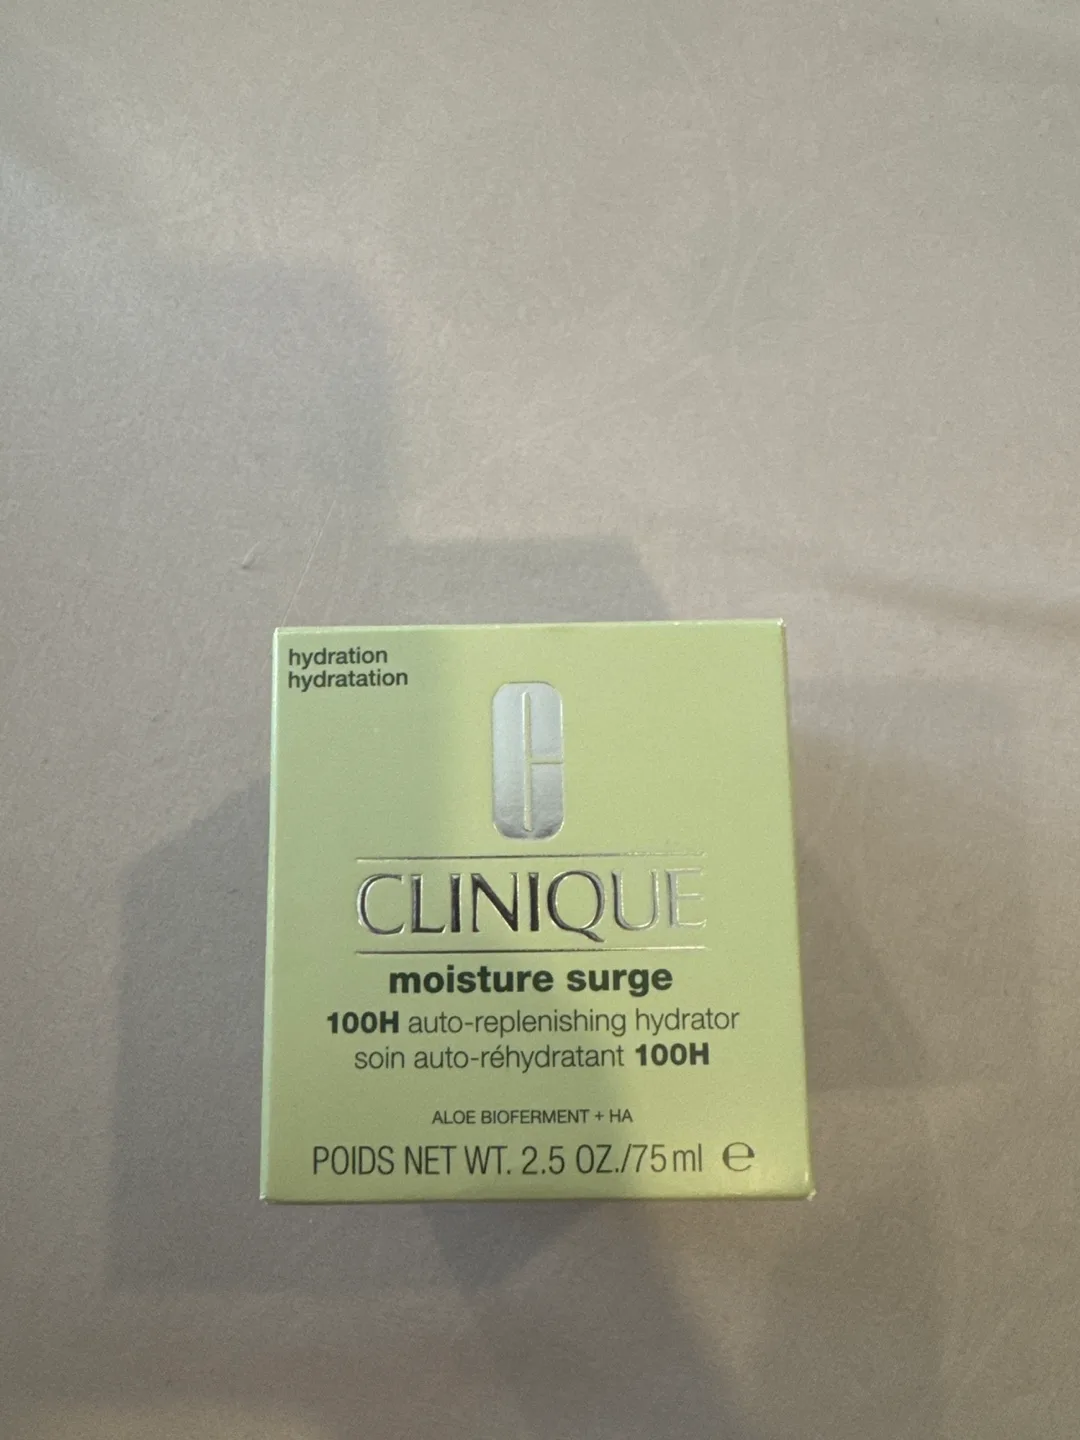 hydration
hydratation
CLINIQUE
moisture surge
100H auto-replenishing hydrator
soin auto-réhydratant 100H
ALOE BIOFERMENT + HA
POIDS NET WT. 2.5 OZ./75 ml ℮